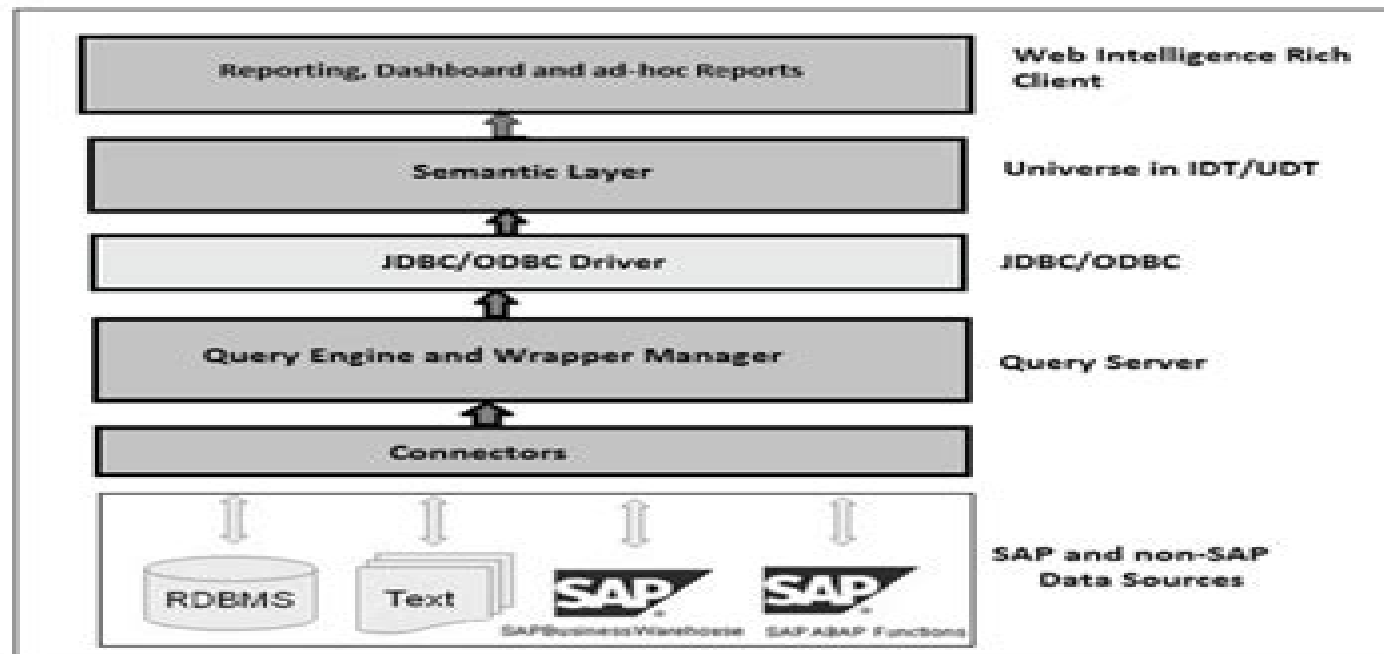 Reporting, Dashboard and ad-hoc Reports
Web Intelligence Rich
Client
Semantic Layer
Universe in IDT/UDT
JDBC/ODBC Driver
JDBC/ODBC
Query Engine and Wrapper Manager
Query Server
Connectors
RDBMS
Text
SAP
SAP Business Warehouse
SAP
SAP ABAP Functions
SAP and non-SAP
Data Sources